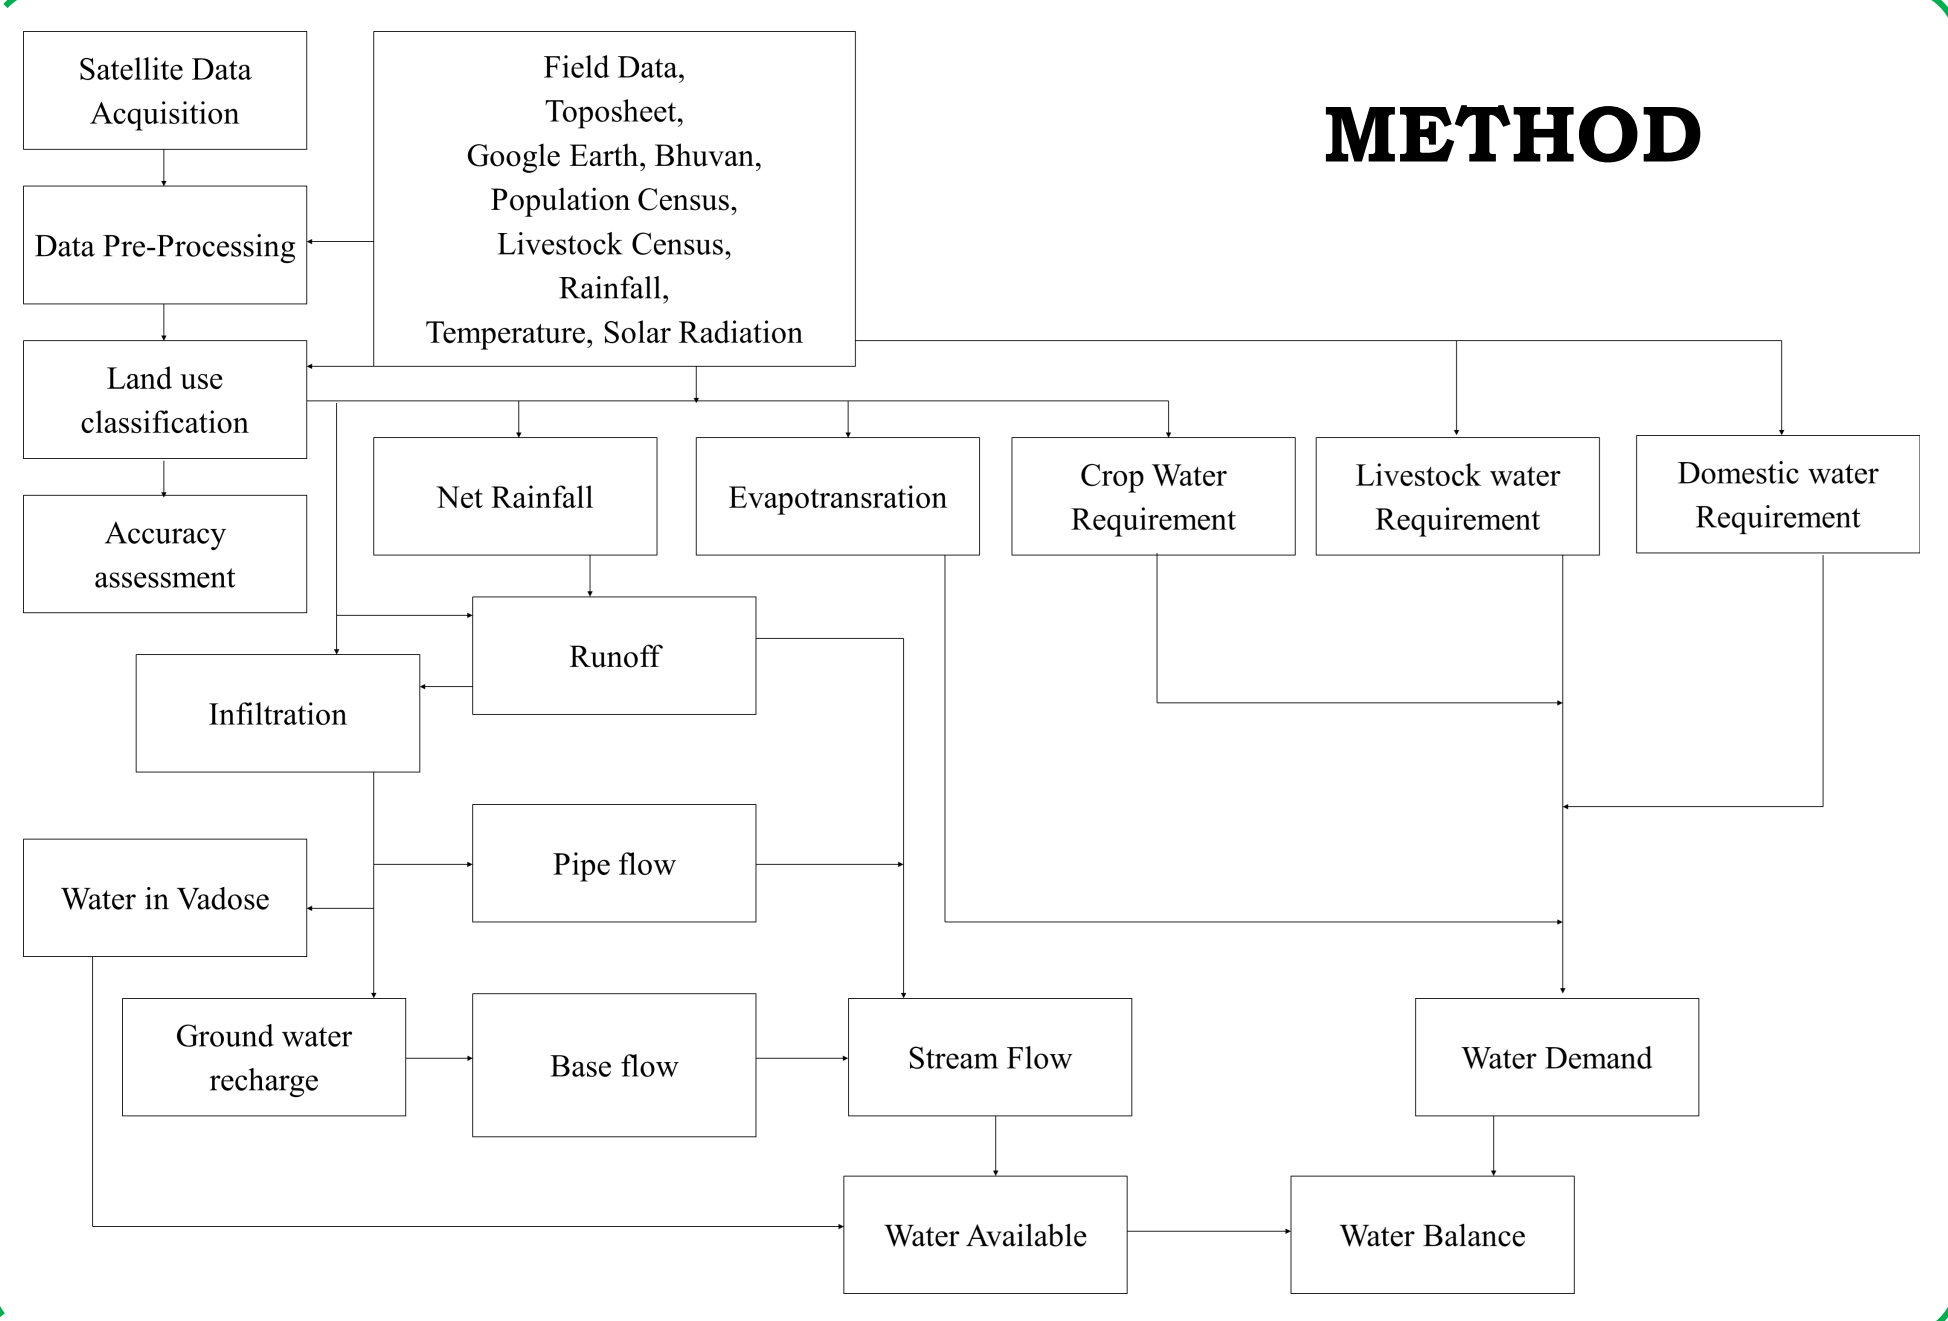 METHOD
Satellite Data
Acquisition
Field Data,
Toposheet,
Google Earth, Bhuvan,
Population Census,
Livestock Census,
Rainfall,
Temperature, Solar Radiation
Data Pre-Processing
Land use
classification
Accuracy
assessment
Net Rainfall
Evapotransration
Crop Water
Requirement
Livestock water
Requirement
Domestic water
Requirement
Runoff
Infiltration
Pipe flow
Water in Vadose
Ground water
recharge
Base flow
Stream Flow
Water Demand
Water Available
Water Balance